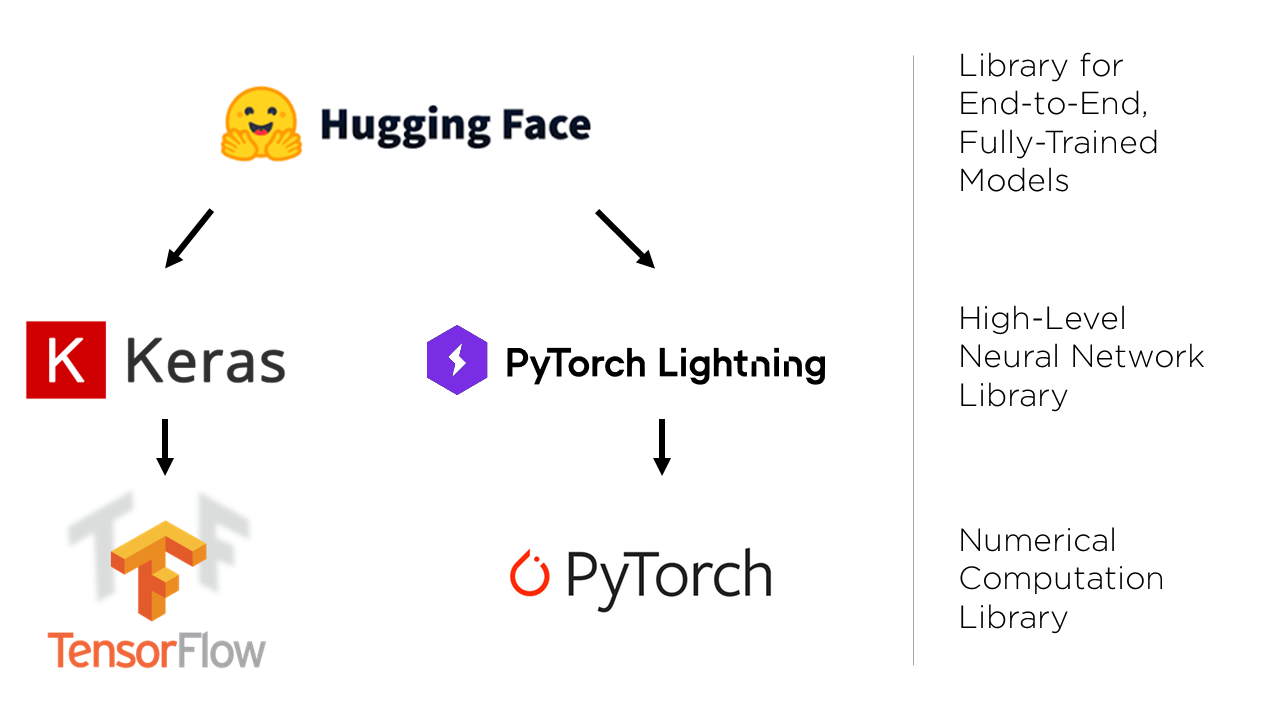 Hugging Face
Library for
End-to-End,
Fully-Trained
Models
K Keras
PyTorch Lightning
High-Level
Neural Network
Library
TF
TensorFlow
PyTorch
Numerical
Computation
Library